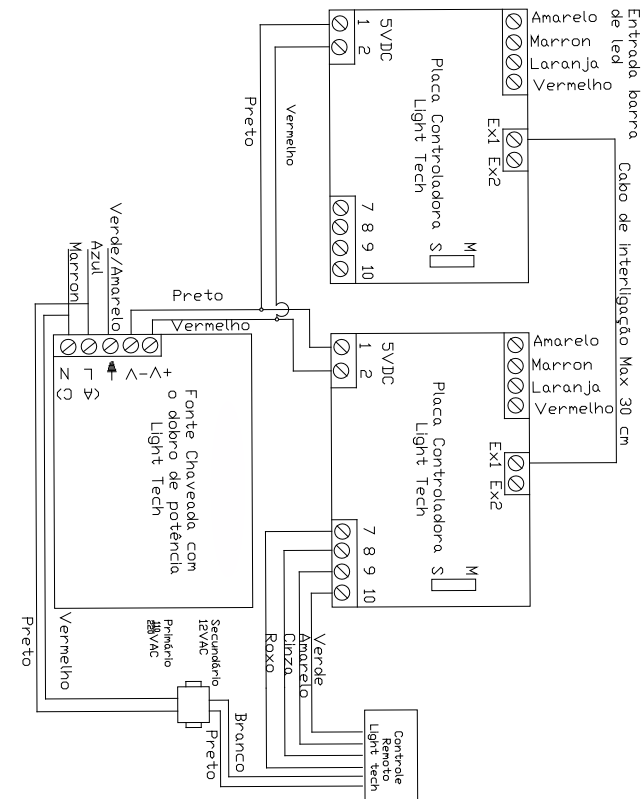 Entrada barra
de led
Amarelo
Marron
Laranja
Vermelho
1
2
5VDC
Placa Controladora
Light Tech
Ex1 Ex2
S
M
7
8
9
10
Preto
Vermelho
Cabo de interligação Max 30 cm
Amarelo
Marron
Laranja
Vermelho
1
2
5VDC
Placa Controladora
Light Tech
Ex1 Ex2
S
M
7
8
9
10
Verde/Amarelo
Azul
Marron
Preto
Vermelho
+V-V
L
N
(A
C)
Fonte Chaveada com
o dobro de potência
Light Tech
Verde
Amarelo
Cinza
Roxo
Secundário
12VAC
Primário
VAC
Vermelho
Preto
Branco
Preto
Controle
Remoto
Light tech